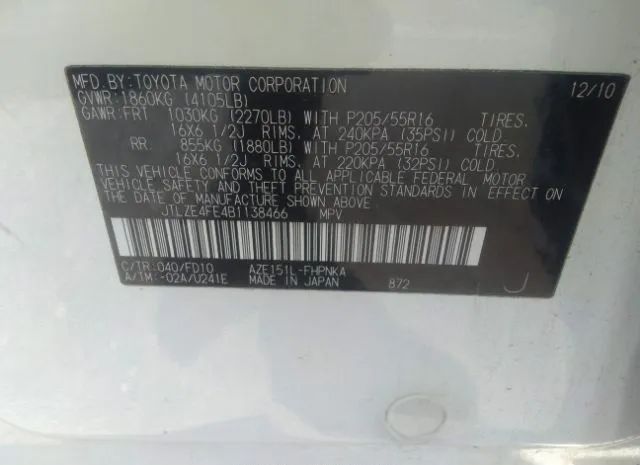 MFD. BY: TOYOTA MOTOR CORPORATION 12/10
GVWR: 1860KG (4105LB)
GAWR: FRT 1030KG (2270LB) WITH P205/55R16 TIRES,
16X6 1/2J RIMS, AT 240KPA (35PSI) COLD
RR 855KG (1880LB) WITH P205/55R16 TIRES,
16X6 1/2J RIMS, AT 220KPA (32PSI) COLD
THIS VEHICLE CONFORMS TO ALL APPLICABLE FEDERAL MOTOR
VEHICLE SAFETY AND THEFT PREVENTION STANDARDS IN EFFECT ON
THE DATE OF MANUFACTURE SHOWN ABOVE.
JTLZE4FE4B1138466 MPV
C/TR: 040/FD10 AZE151L-FHPNKA
A/TM: -02A/U241E MADE IN JAPAN 872 J